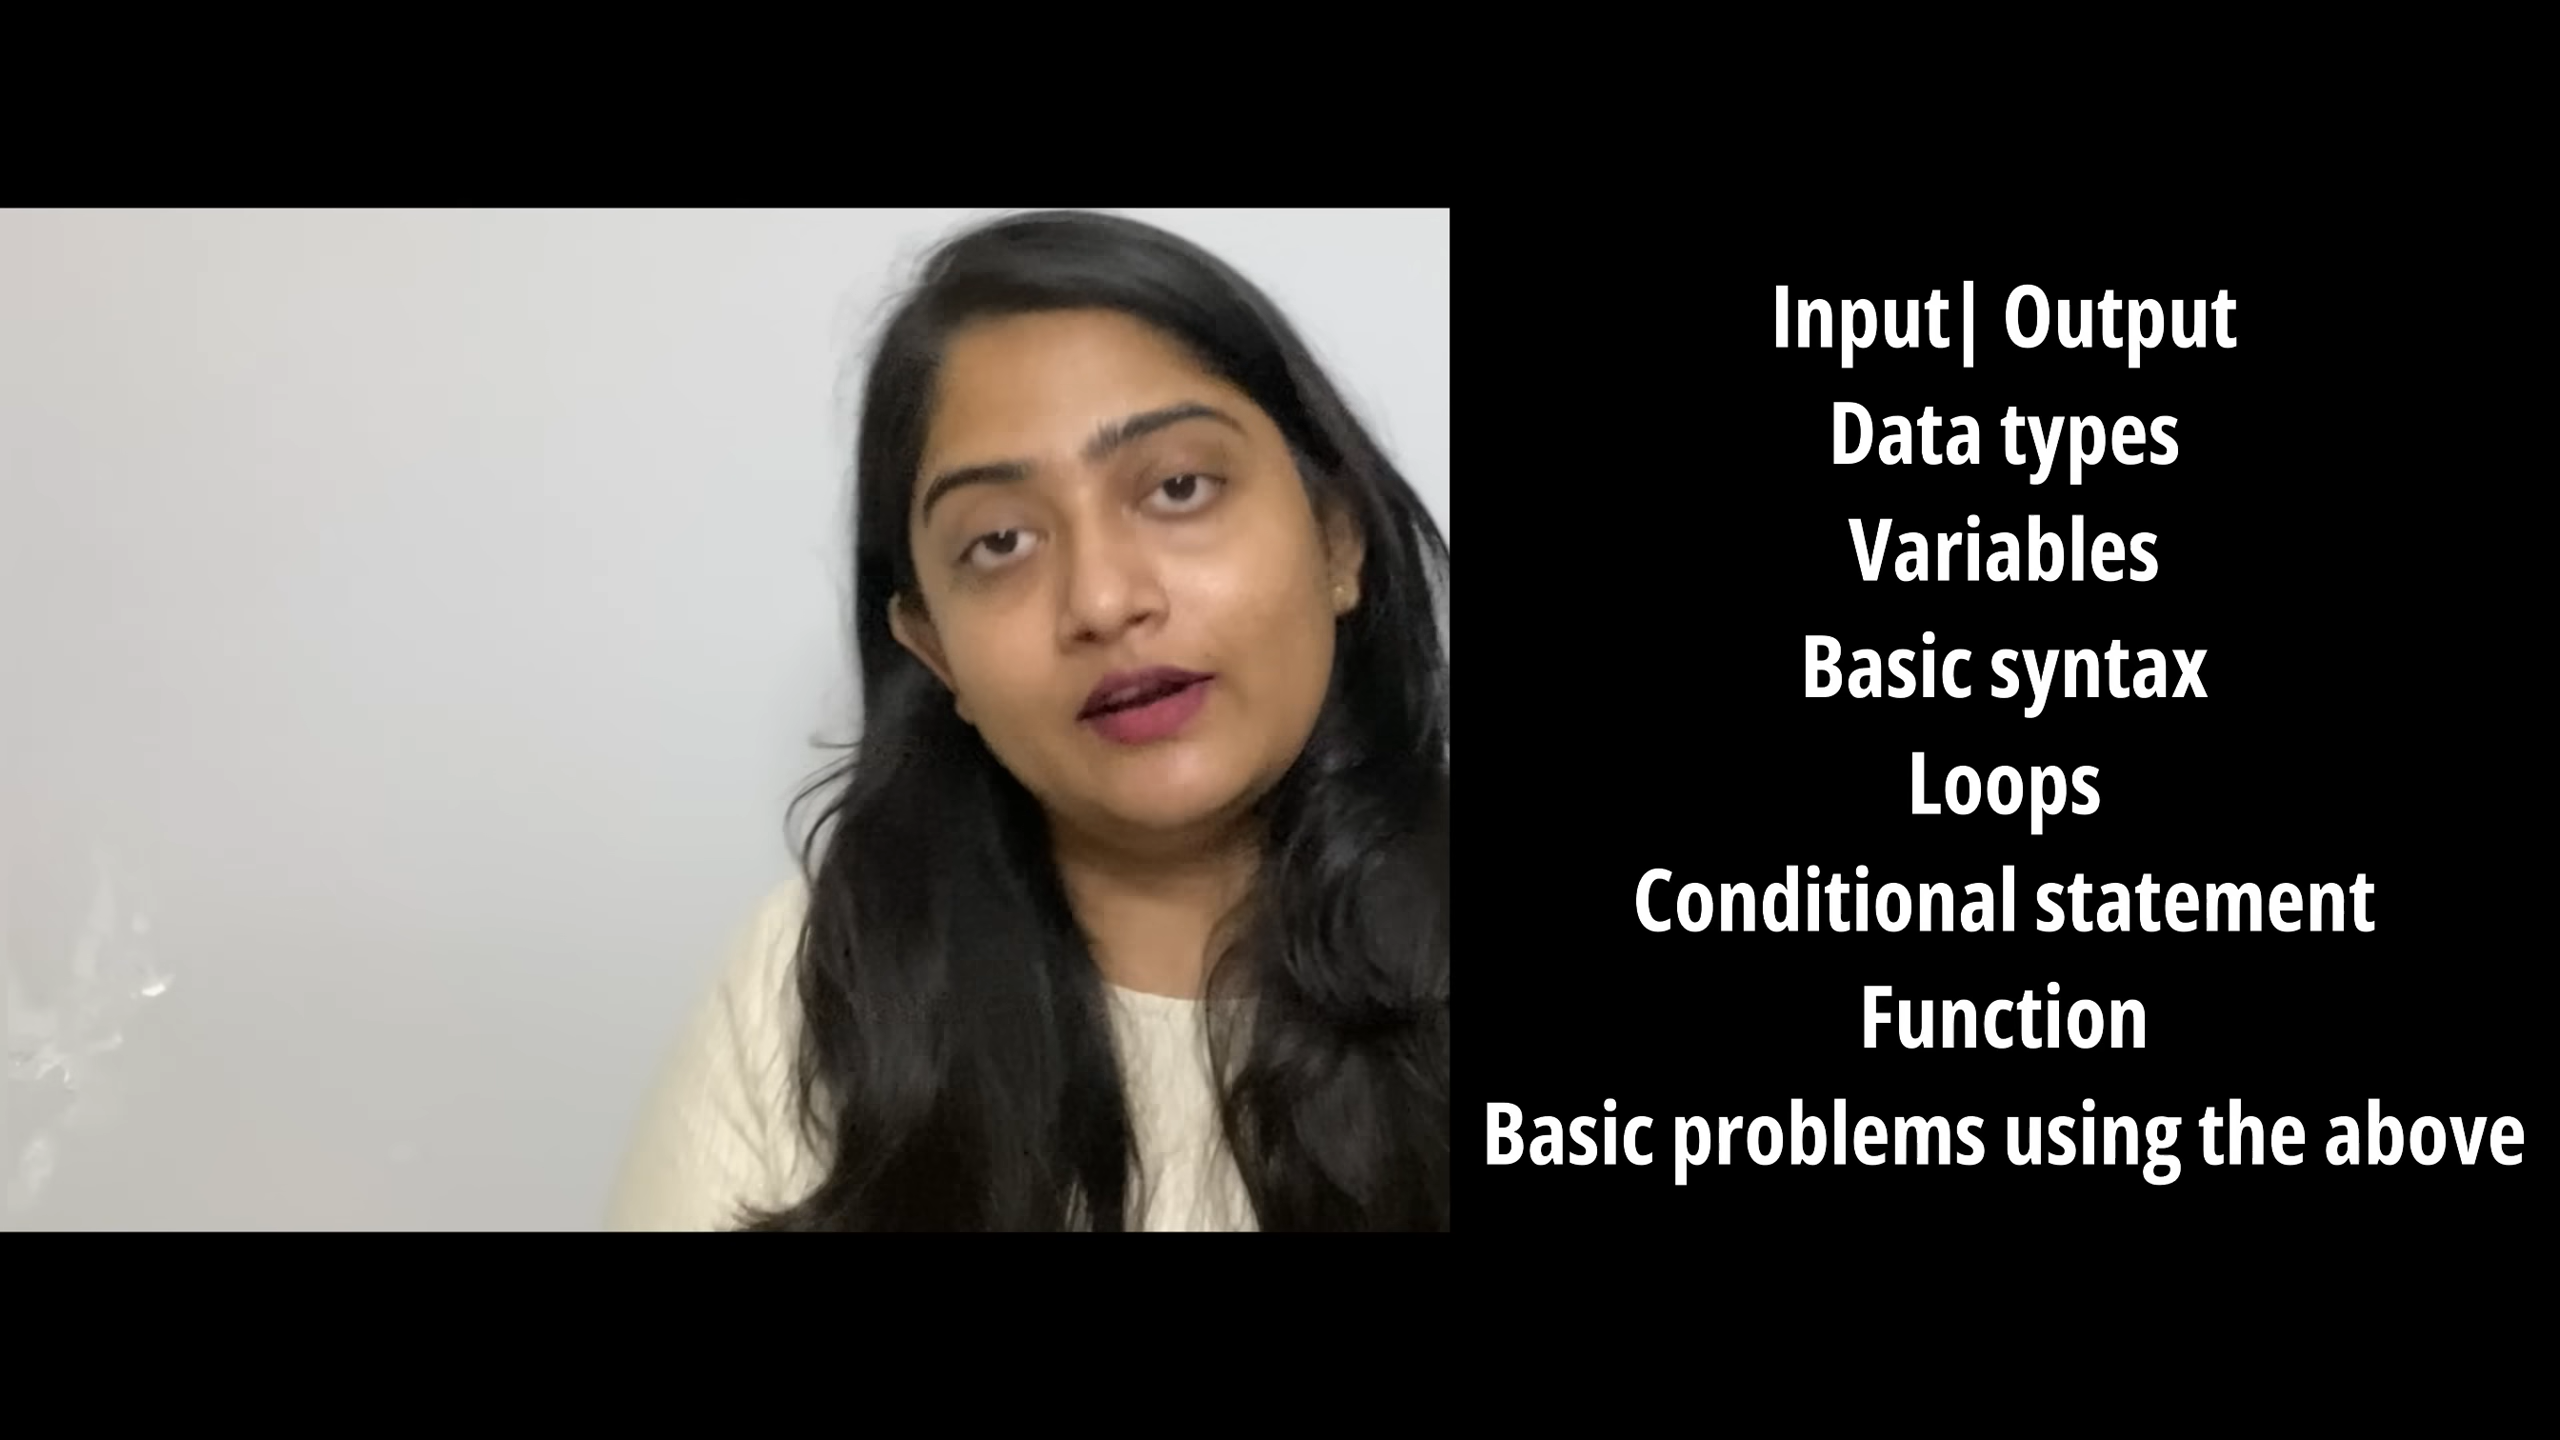 Input| Output
Data types
Variables
Basic syntax
Loops
Conditional statement
Function
Basic problems using the above